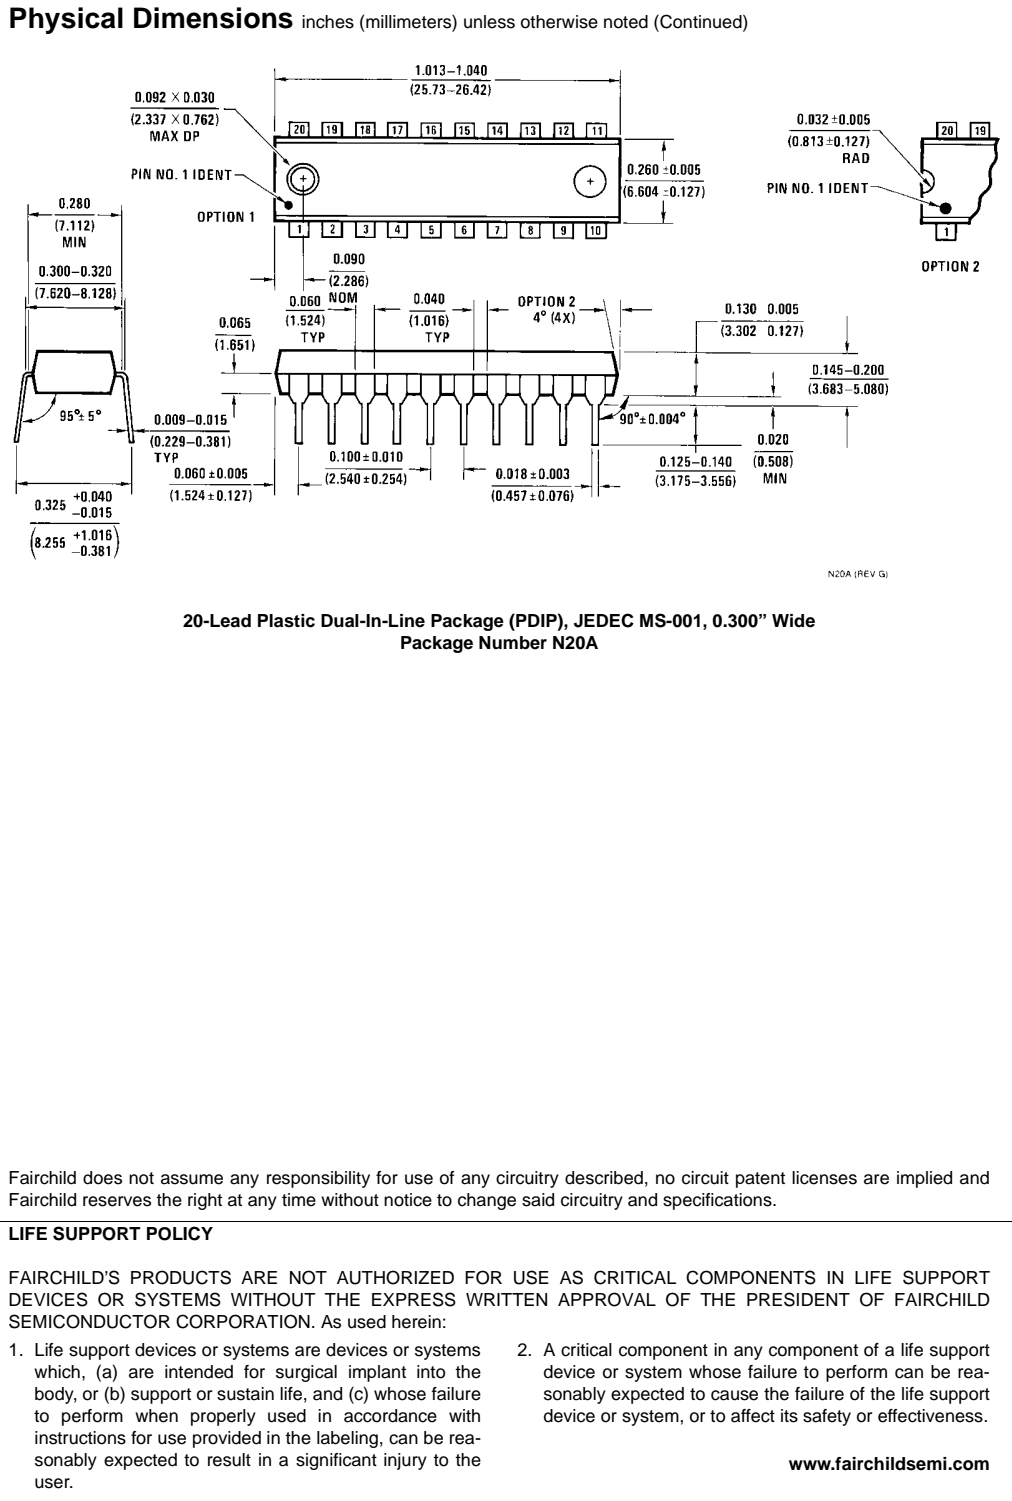 Physical Dimensions inches (millimeters) unless otherwise noted (Continued)
1.013–1.040
(25.73–26.42)
0.092 × 0.030
(2.337 × 0.762)
MAX DP
20 19 18 17 16 15 14 13 12 11
0.032 ±0.005
(0.813 ±0.127)
RAD
20 19
PIN NO. 1 IDENT
0.260 ±0.005
(6.604 ±0.127)
PIN NO. 1 IDENT
OPTION 1
1 2 3 4 5 6 7 8 9 10
1
OPTION 2
0.280
(7.112)
MIN
0.300–0.320
(7.620–8.128)
0.090
(2.286)
NOM
0.060
(1.524)
TYP
0.040
(1.016)
TYP
OPTION 2
4° (4X)
0.130 0.005
(3.302 0.127)
0.065
(1.651)
0.145–0.200
(3.683–5.080)
95°± 5°
0.009–0.015
(0.229–0.381)
TYP
90°±0.004°
0.020
(0.508)
MIN
0.125–0.140
(3.175–3.556)
0.100±0.010
(2.540±0.254)
0.018±0.003
(0.457±0.076)
0.060 ±0.005
(1.524 ±0.127)
0.325 +0.040
–0.015
(8.255 +1.016
–0.381)
N20A (REV G)
20-Lead Plastic Dual-In-Line Package (PDIP), JEDEC MS-001, 0.300” Wide
Package Number N20A
Fairchild does not assume any responsibility for use of any circuitry described, no circuit patent licenses are implied and
Fairchild reserves the right at any time without notice to change said circuitry and specifications.
LIFE SUPPORT POLICY
FAIRCHILD’S PRODUCTS ARE NOT AUTHORIZED FOR USE AS CRITICAL COMPONENTS IN LIFE SUPPORT
DEVICES OR SYSTEMS WITHOUT THE EXPRESS WRITTEN APPROVAL OF THE PRESIDENT OF FAIRCHILD
SEMICONDUCTOR CORPORATION. As used herein:
1. Life support devices or systems are devices or systems
which, (a) are intended for surgical implant into the
body, or (b) support or sustain life, and (c) whose failure
to perform when properly used in accordance with
instructions for use provided in the labeling, can be rea-
sonably expected to result in a significant injury to the
user.
2. A critical component in any component of a life support
device or system whose failure to perform can be rea-
sonably expected to cause the failure of the life support
device or system, or to affect its safety or effectiveness.
www.fairchildsemi.com